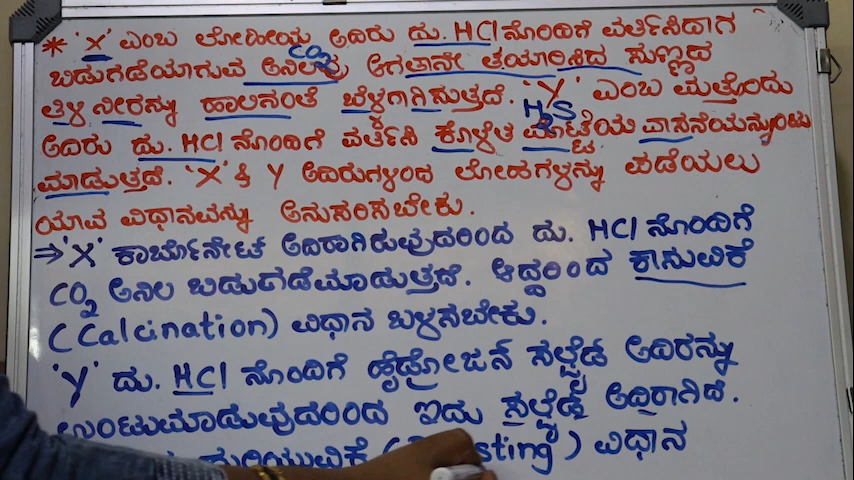 * 'X' ಎಂಬ ಲೋಹೀಯ ಅದಿರು ದು. HCl ನೊಂದಿಗೆ ವರ್ತಿಸಿದಾಗ
CO2
ಬಿಡುಗಡೆಯಾಗುವ ಅನಿಲವು ಆಗತಾನೇ ತಯಾರಿಸಿದ ಸುಣ್ಣದ
ತಿಳಿ ನೀರನ್ನು ಹಾಲಿನಂತೆ ಬೆಳ್ಳಗಾಗಿಸುತ್ತದೆ. 'Y' ಎಂಬ ಮತ್ತೊಂದು
H2S
ಅದಿರು ದು. HCl ನೊಂದಿಗೆ ವರ್ತಿಸಿ ಕೊಳೆತ ಮೊಟ್ಟೆಯ ವಾಸನೆಯನ್ನುಂಟು
ಮಾಡುತ್ತದೆ. 'X' & Y ಅದಿರುಗಳಿಂದ ಲೋಹಗಳನ್ನು ಪಡೆಯಲು
ಯಾವ ವಿಧಾನವನ್ನು ಅನುಸರಿಸಬೇಕು.
⇒ 'X' ಕಾರ್ಬೋನೇಟ್ ಅದಿರಾಗಿರುವುದರಿಂದ ದು. HCl ನೊಂದಿಗೆ
CO2 ಅನಿಲ ಬಿಡುಗಡೆಮಾಡುತ್ತದೆ. ಆದ್ದರಿಂದ ಕಾಸುವಿಕೆ
(Calcination) ವಿಧಾನ ಬಳಸಬೇಕು.
'Y' ದು. HCl ನೊಂದಿಗೆ ಹೈಡ್ರೋಜನ್ ಸಲ್ಫೈಡ್ ಅದಿರನ್ನು
ಉಂಟುಮಾಡುವುದರಿಂದ ಇದು ಸಲ್ಫೈಡ್ ಅದಿರಾಗಿದೆ.
ಹುರಿಯುವಿಕೆ ( sting) ವಿಧಾನ